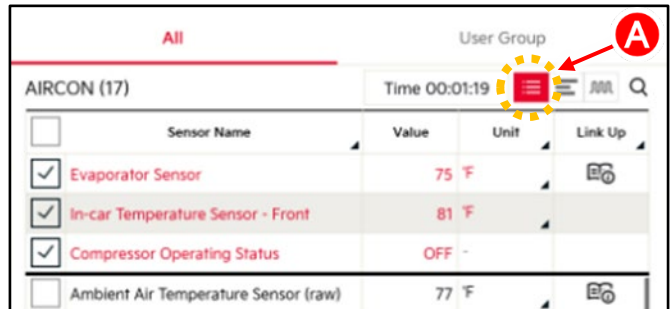 All User Group A
AIRCON (17) Time 00:01:19
Sensor Name Value Unit Link Up
Evaporator Sensor 75 ℉
In-car Temperature Sensor - Front 81 ℉
Compressor Operating Status OFF -
Ambient Air Temperature Sensor (raw) 77 ℉